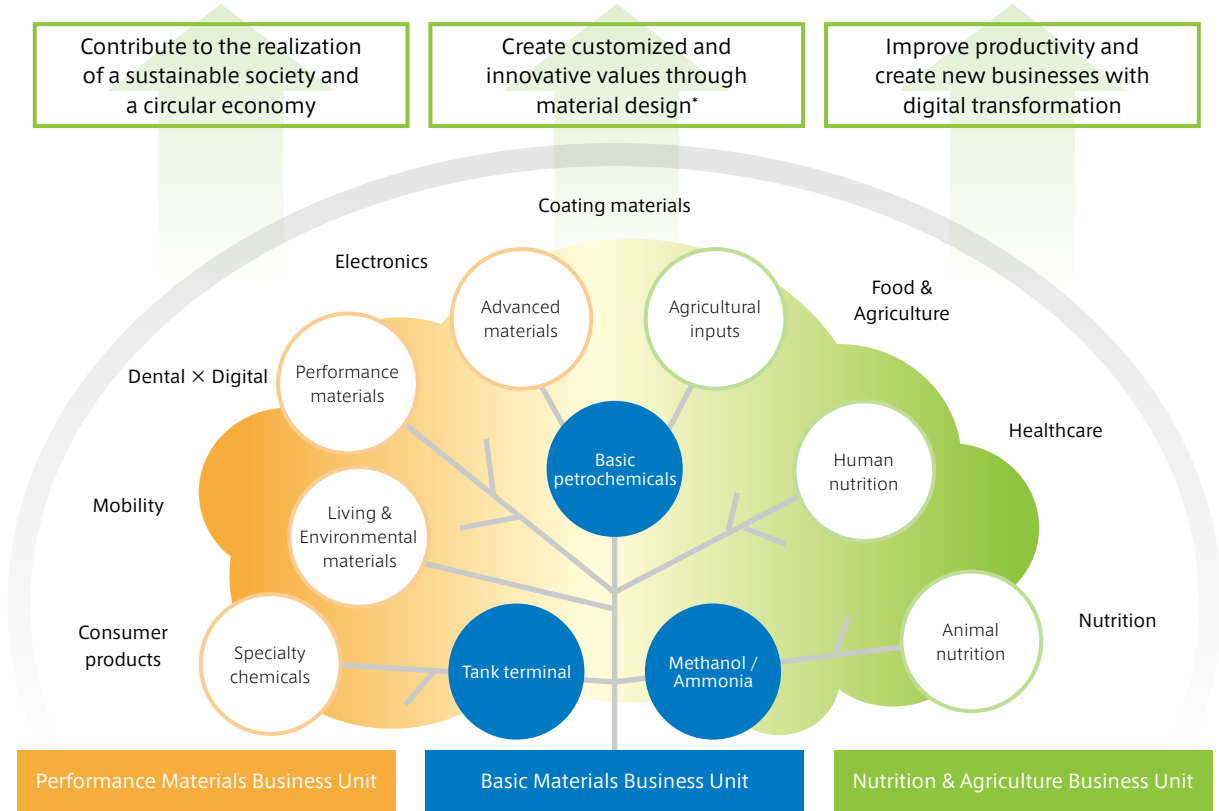 Contribute to the realization
of a sustainable society and
a circular economy
Create customized and
innovative values through
material design*
Improve productivity and
create new businesses with
digital transformation
Coating materials
Electronics
Food &
Agriculture
Dental × Digital
Healthcare
Mobility
Nutrition
Consumer
products
Advanced
materials
Agricultural
inputs
Performance
materials
Basic
petrochemicals
Human
nutrition
Living &
Environmental
materials
Specialty
chemicals
Tank terminal
Methanol /
Ammonia
Animal
nutrition
Performance Materials Business Unit
Basic Materials Business Unit
Nutrition & Agriculture Business Unit